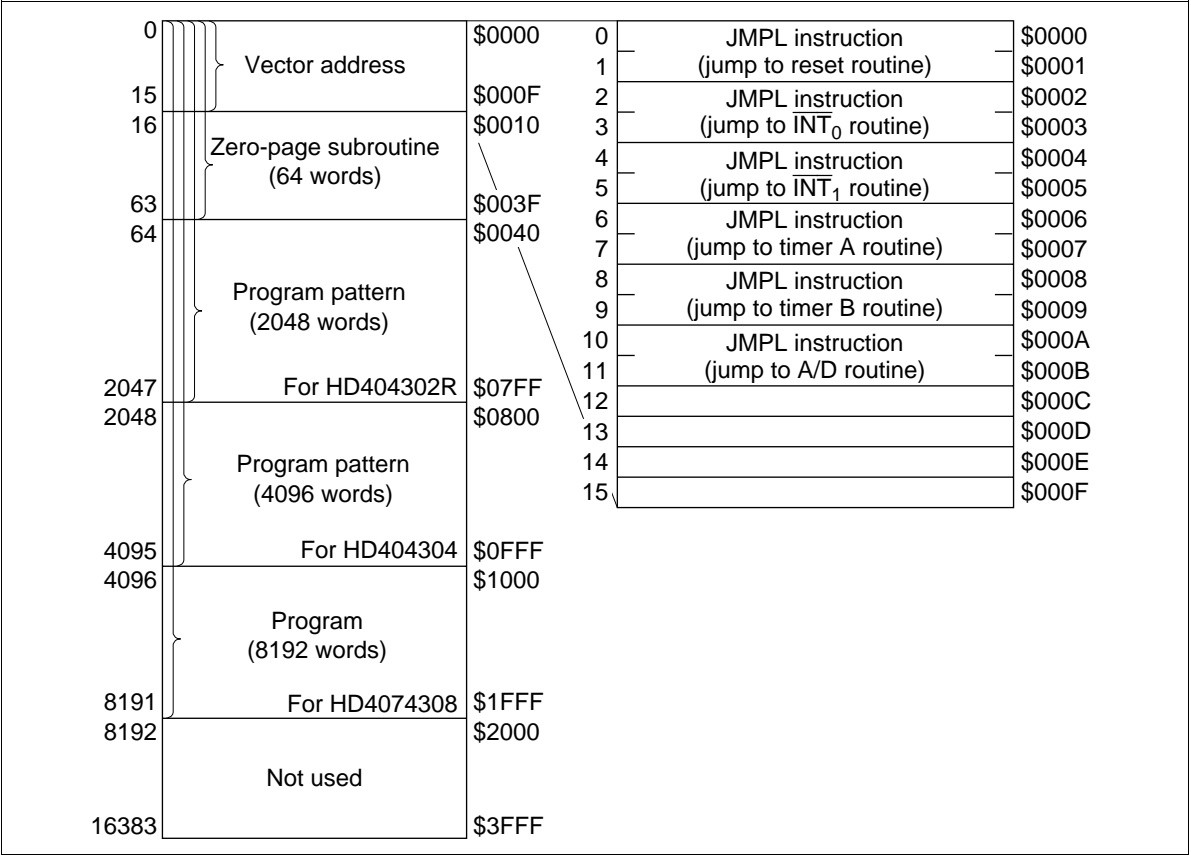 0 $0000
Vector address
15 $000F
16 $0010
Zero-page subroutine
(64 words)
63 $003F
64 $0040
Program pattern
(2048 words)
2047 For HD404302R $07FF
2048 $0800
Program pattern
(4096 words)
4095 For HD404304 $0FFF
4096 $1000
Program
(8192 words)
8191 For HD4074308 $1FFF
8192 $2000
Not used
16383 $3FFF
0 JMPL instruction $0000
1 (jump to reset routine) $0001
2 JMPL instruction $0002
3 (jump to I̅N̅T̅₀ routine) $0003
4 JMPL instruction $0004
5 (jump to I̅N̅T̅₁ routine) $0005
6 JMPL instruction $0006
7 (jump to timer A routine) $0007
8 JMPL instruction $0008
9 (jump to timer B routine) $0009
10 JMPL instruction $000A
11 (jump to A/D routine) $000B
12 $000C
13 $000D
14 $000E
15 $000F